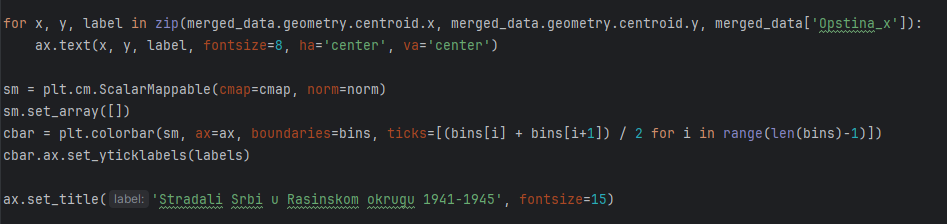 for x, y, label in zip(merged_data.geometry.centroid.x, merged_data.geometry.centroid.y, merged_data['Opstina_x']):
    ax.text(x, y, label, fontsize=8, ha='center', va='center')
sm = plt.cm.ScalarMappable(cmap=cmap, norm=norm)
sm.set_array([])
cbar = plt.colorbar(sm, ax=ax, boundaries=bins, ticks=[(bins[i] + bins[i+1]) / 2 for i in range(len(bins)-1)])
cbar.ax.set_yticklabels(labels)
ax.set_title( label: 'Stradali Srbi u Rasinskom okrugu 1941-1945', fontsize=15)